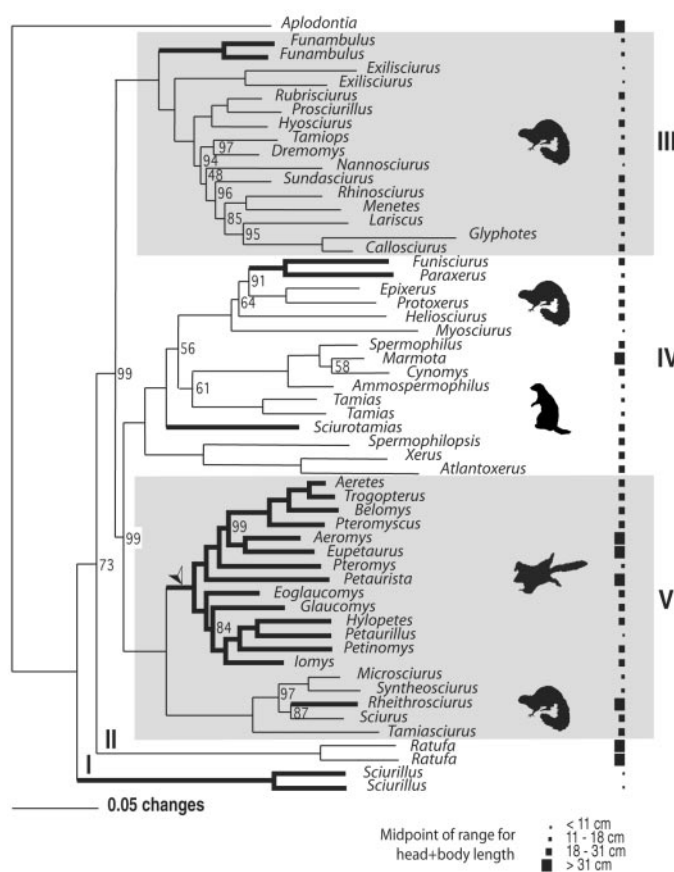 Aplodontia
Funambulus
Funambulus
Exilisciurus
Exilisciurus
Rubrisciurus
Prosciurillus
Hyosciurus
Tamiops
97
Dremomys
94
Nannosciurus
48
Sundasciurus
96
Rhinosciurus
Menetes
85
Lariscus
95
Glyphotes
Callosciurus
III
Funisciurus
91
Paraxerus
Epixerus
64
Protoxerus
Heliosciurus
Myosciurus
56
Spermophilus
Marmota
58
Cynomys
IV
99
61
Ammospermophilus
Tamias
Tamias
Sciurotamias
Spermophilopsis
Xerus
Atlantoxerus
Aeretes
Trogopterus
Belomys
99
Pteromyscus
99
Aeromys
Eupetaurus
73
Pteromys
Petaurista
Eoglaucomys
V
Glaucomys
84
Hylopetes
Petaurillus
Petinomys
Iomys
Microsciurus
97
Syntheosciurus
Rheithrosciurus
87
Sciurus
Tamiasciurus
II
Ratufa
I
Ratufa
Sciurillus
Sciurillus
0.05 changes
Midpoint of range for
head+body length
< 11 cm
11 - 18 cm
18 - 31 cm
> 31 cm